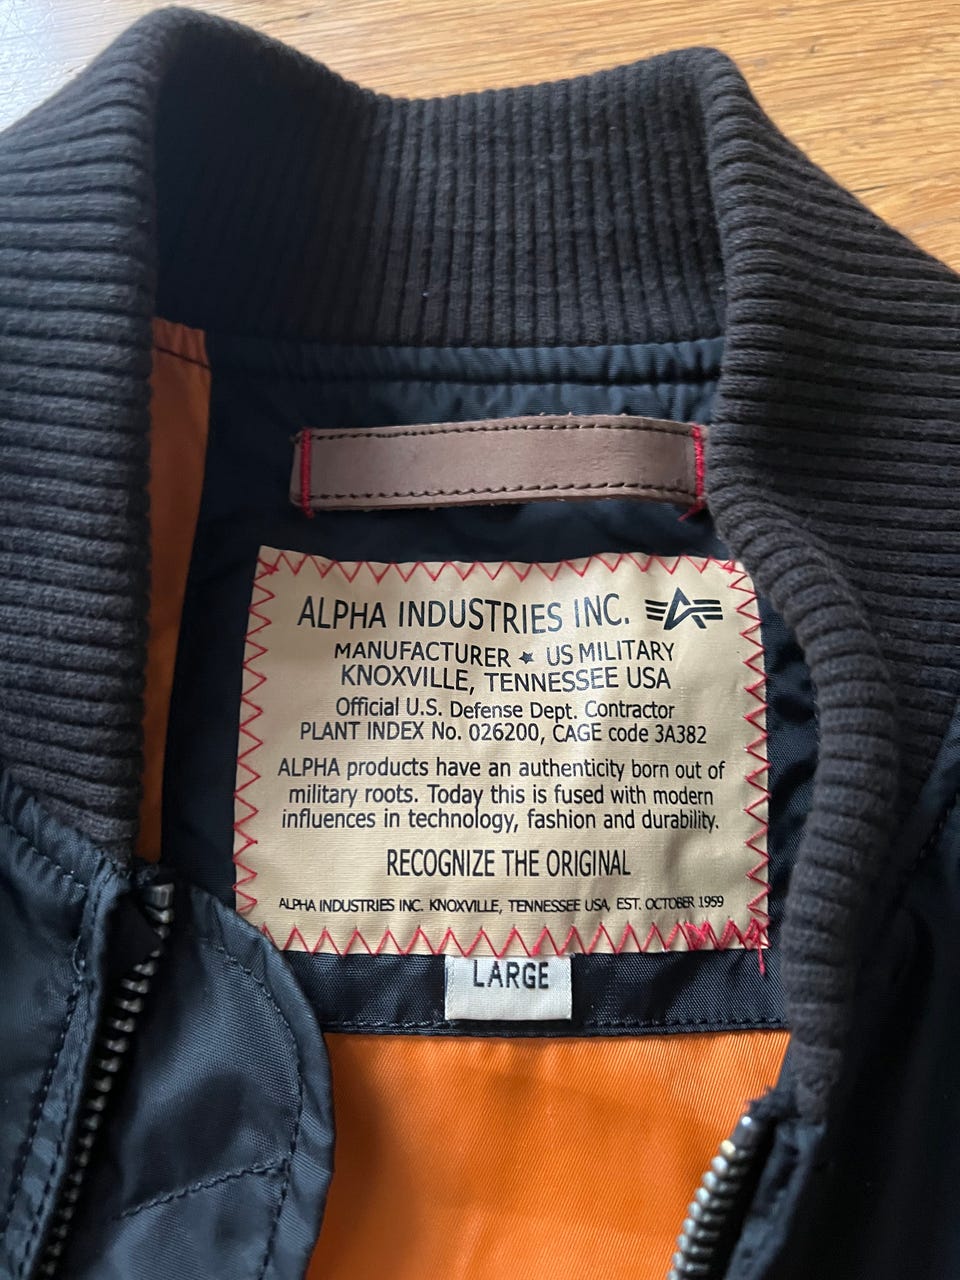 ALPHA INDUSTRIES INC.
MANUFACTURER ★ US MILITARY
KNOXVILLE, TENNESSEE USA
Official U.S. Defense Dept. Contractor
PLANT INDEX No. 026200, CAGE code 3A382
ALPHA products have an authenticity born out of
military roots. Today this is fused with modern
influences in technology, fashion and durability.
RECOGNIZE THE ORIGINAL
ALPHA INDUSTRIES INC. KNOXVILLE, TENNESSEE USA, EST. OCTOBER 1959
LARGE